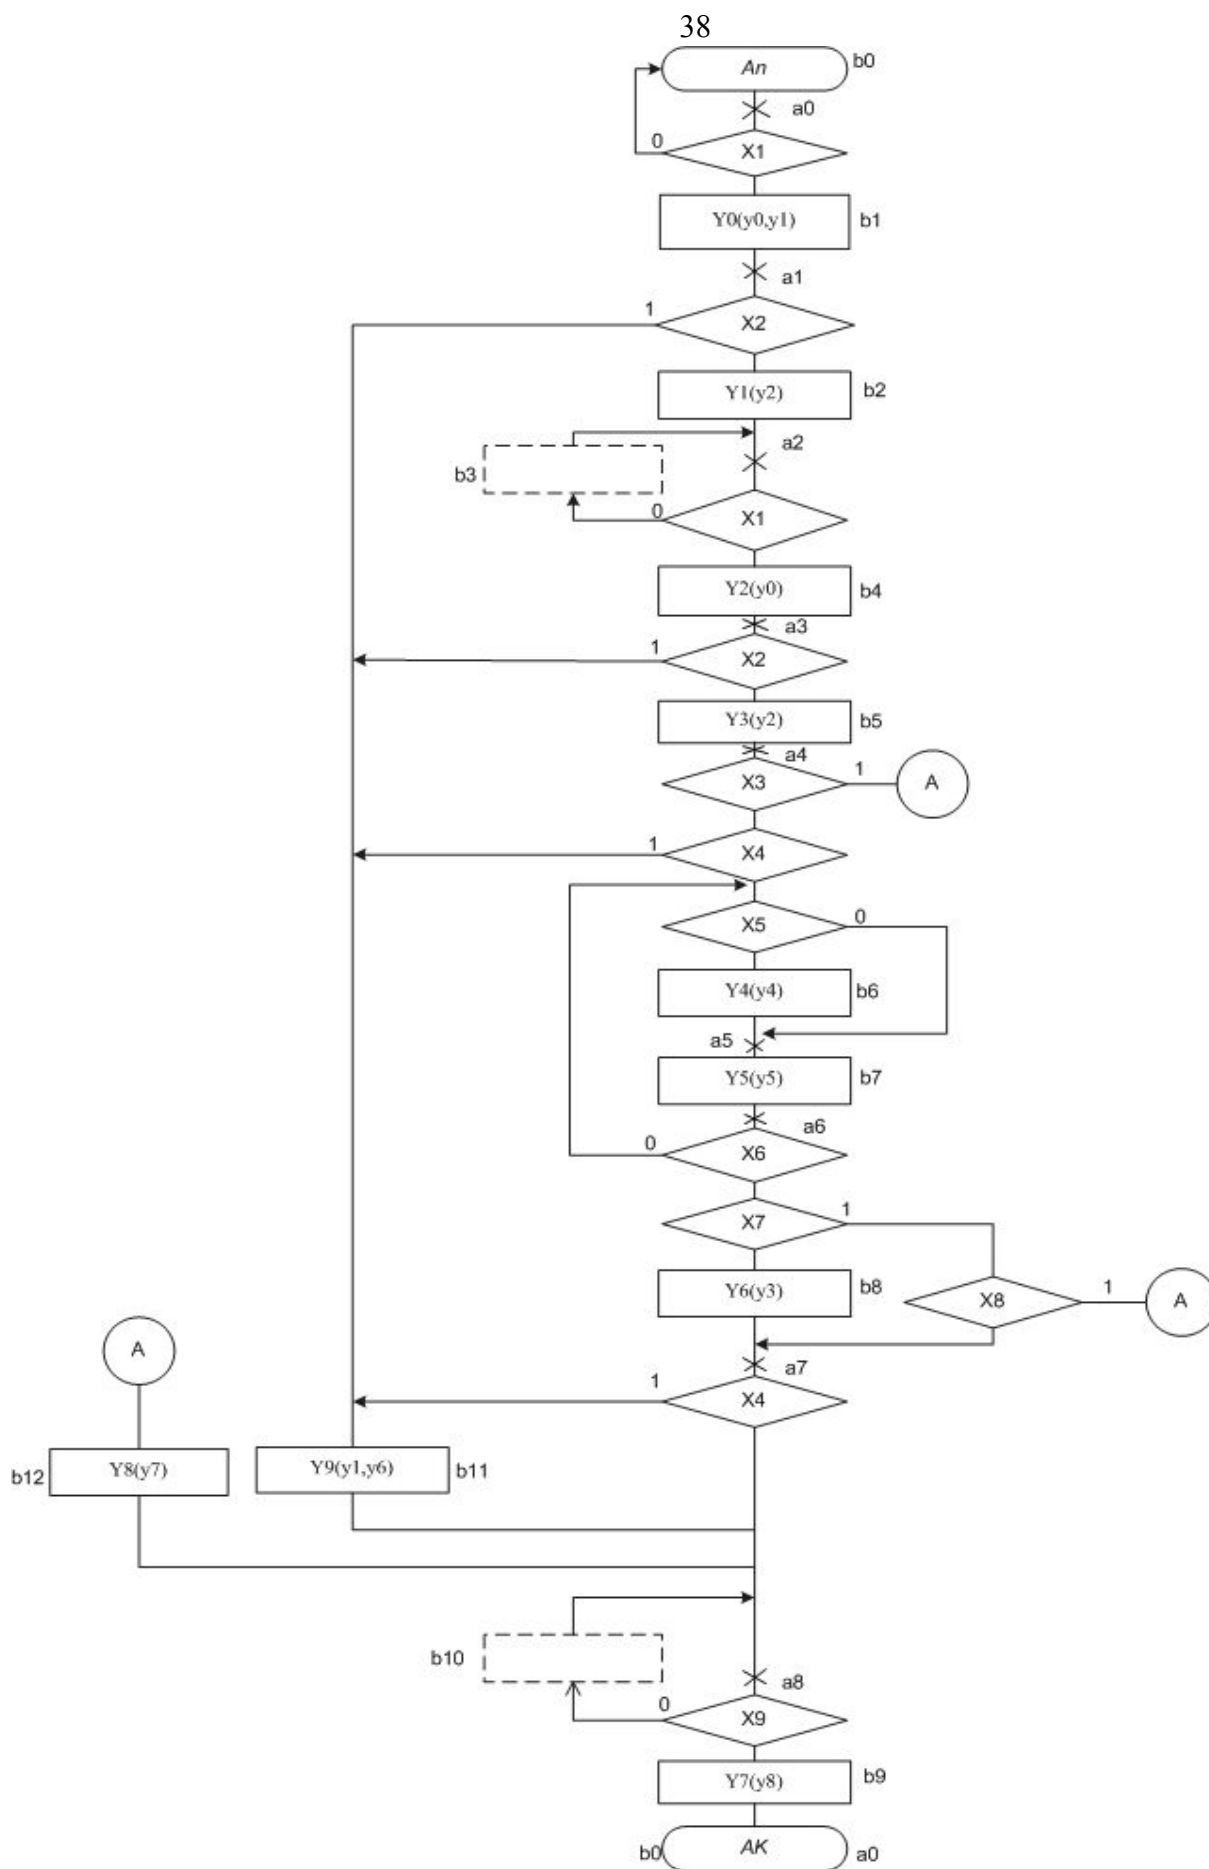 38
An
b0
a0
0
X1
Y0(y0,y1)
b1
a1
1
X2
Y1(y2)
b2
a2
b3
0
X1
Y2(y0)
b4
a3
1
X2
Y3(y2)
b5
a4
X3
1
A
1
X4
X5
0
Y4(y4)
b6
a5
Y5(y5)
b7
a6
0
X6
X7
1
Y6(y3)
b8
X8
1
A
A
a7
1
X4
b12
Y8(y7)
Y9(y1,y6)
b11
b10
a8
0
X9
Y7(y8)
b9
b0
AK
a0